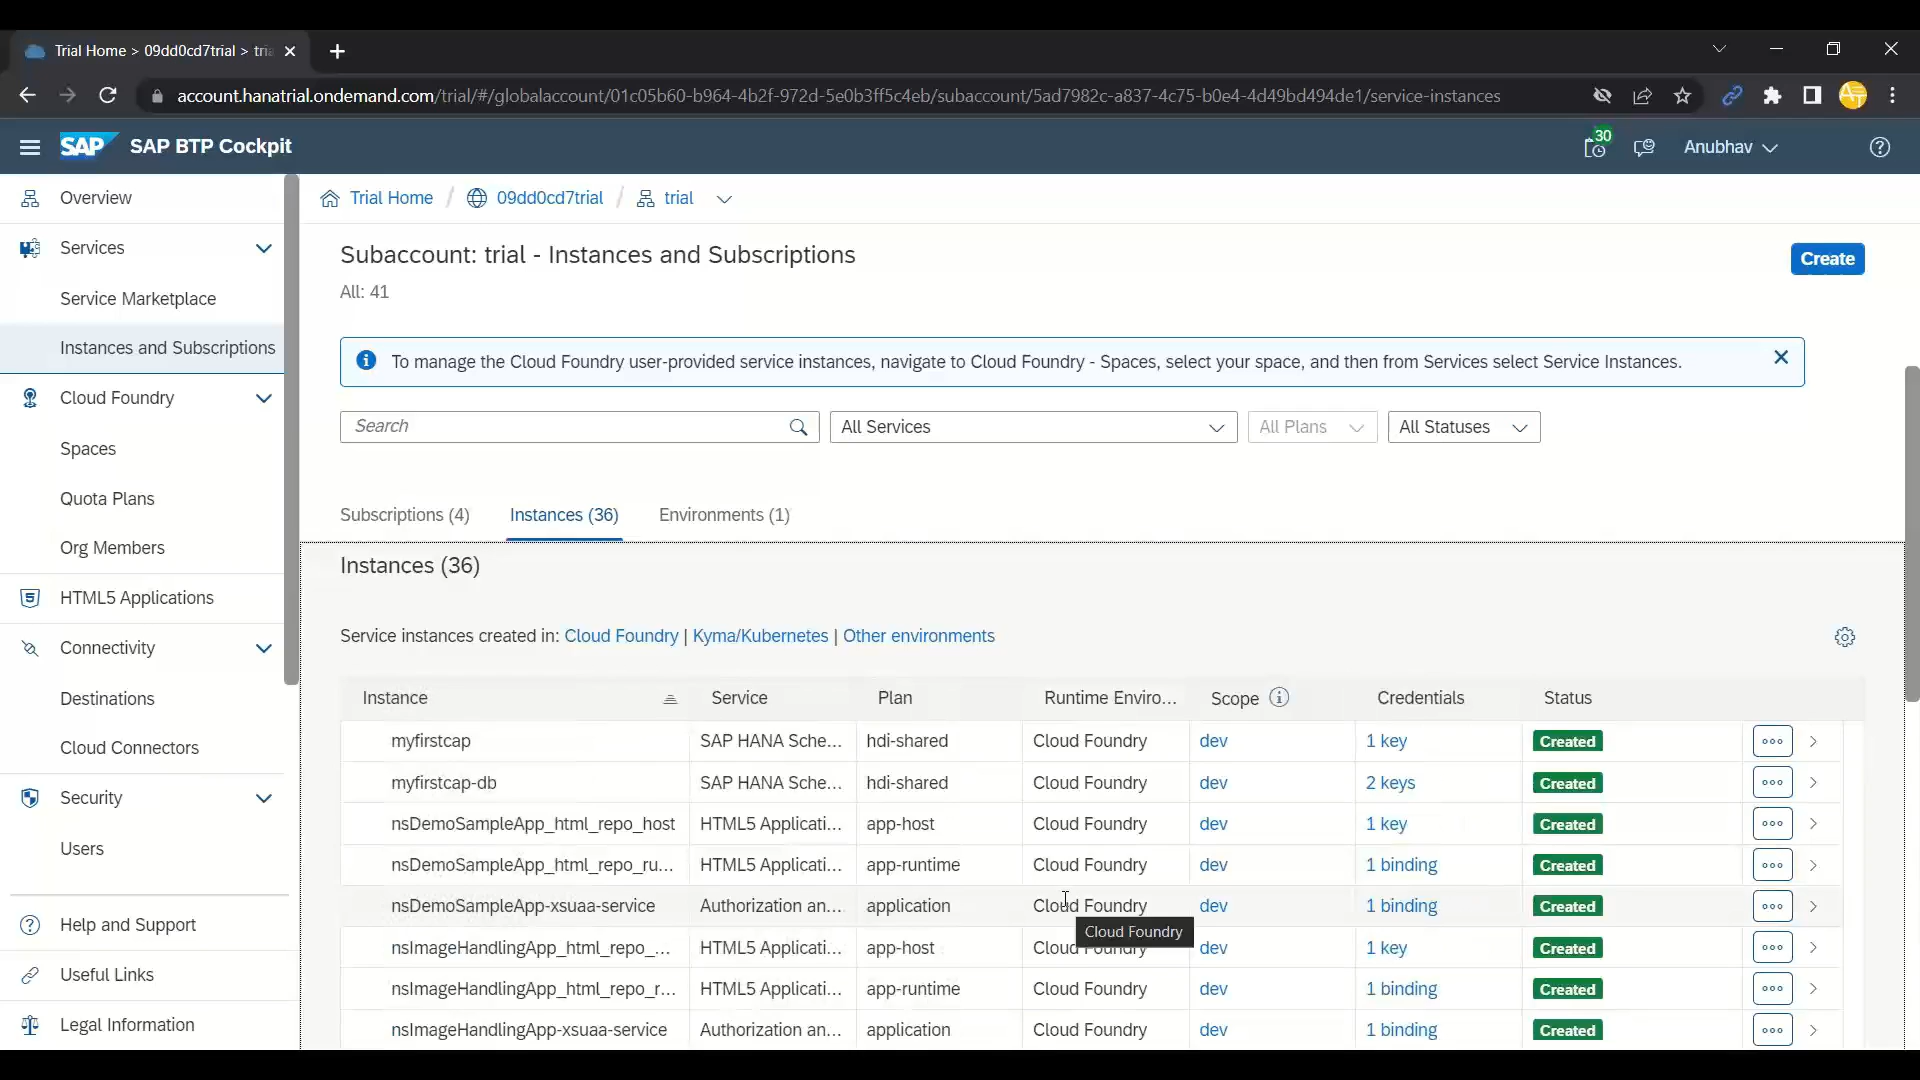 Trial Home > 09dd0cd7trial > tria
account.hanatrial.ondemand.com/trial/#/globalaccount/01c05b60-b964-4b2f-972d-5e0b3ff5c4eb/subaccount/5ad7982c-a837-4c75-b0e4-4d49bd494de1/service-instances
SAP SAP BTP Cockpit
30
Anubhav
Overview
Services
Service Marketplace
Instances and Subscriptions
Cloud Foundry
Spaces
Quota Plans
Org Members
HTML5 Applications
Connectivity
Destinations
Cloud Connectors
Security
Users
Help and Support
Useful Links
Legal Information
Trial Home / 09dd0cd7trial / trial
Subaccount: trial - Instances and Subscriptions
Create
All: 41
To manage the Cloud Foundry user-provided service instances, navigate to Cloud Foundry - Spaces, select your space, and then from Services select Service Instances.
Search All Services All Plans All Statuses
Subscriptions (4) Instances (36) Environments (1)
Instances (36)
Service instances created in: Cloud Foundry | Kyma/Kubernetes | Other environments
Instance Service Plan Runtime Enviro... Scope Credentials Status
myfirstcap SAP HANA Sche... hdi-shared Cloud Foundry dev 1 key Created
myfirstcap-db SAP HANA Sche... hdi-shared Cloud Foundry dev 2 keys Created
nsDemoSampleApp_html_repo_host HTML5 Applicati... app-host Cloud Foundry dev 1 key Created
nsDemoSampleApp_html_repo_ru... HTML5 Applicati... app-runtime Cloud Foundry dev 1 binding Created
nsDemoSampleApp-xsuaa-service Authorization an... application Cloud Foundry dev 1 binding Created
Cloud Foundry
nsImageHandlingApp_html_repo_... HTML5 Applicati... app-host Cloud Foundry dev 1 key Created
nsImageHandlingApp_html_repo_r... HTML5 Applicati... app-runtime Cloud Foundry dev 1 binding Created
nsImageHandlingApp-xsuaa-service Authorization an... application Cloud Foundry dev 1 binding Created